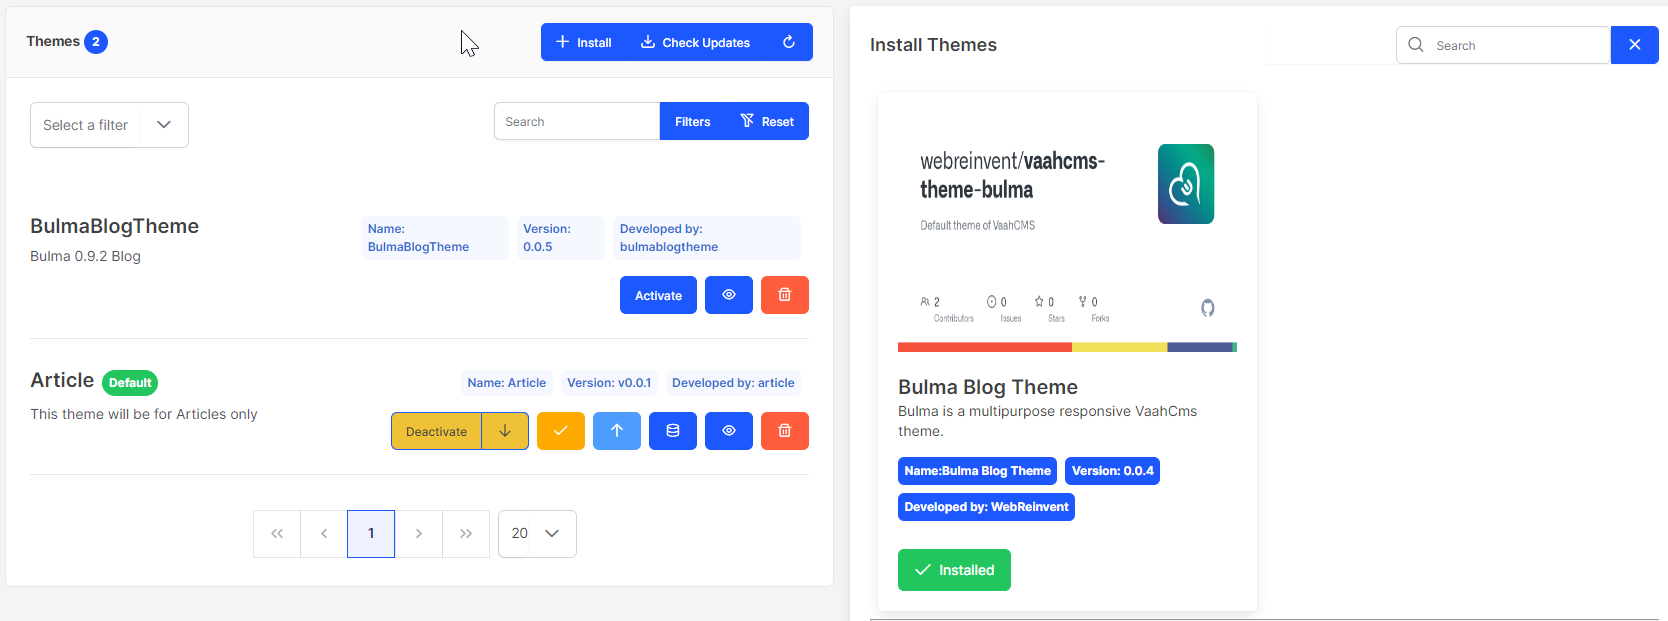 Themes 2
Install
Check Updates
Select a filter
Search
Filters
Reset
BulmaBlogTheme
Bulma 0.9.2 Blog
Name:
BulmaBlogTheme
Version:
0.0.5
Developed by:
bulmablogtheme
Activate
Article Default
This theme will be for Articles only
Name: Article
Version: v0.0.1
Developed by: article
Deactivate
1
20
Install Themes
Search
webreinvent/vaahcms-
theme-bulma
Default theme of VaahCMS
2
Contributors
0
Issues
0
Stars
0
Forks
Bulma Blog Theme
Bulma is a multipurpose responsive VaahCms
theme.
Name:Bulma Blog Theme
Version: 0.0.4
Developed by: WebReinvent
Installed